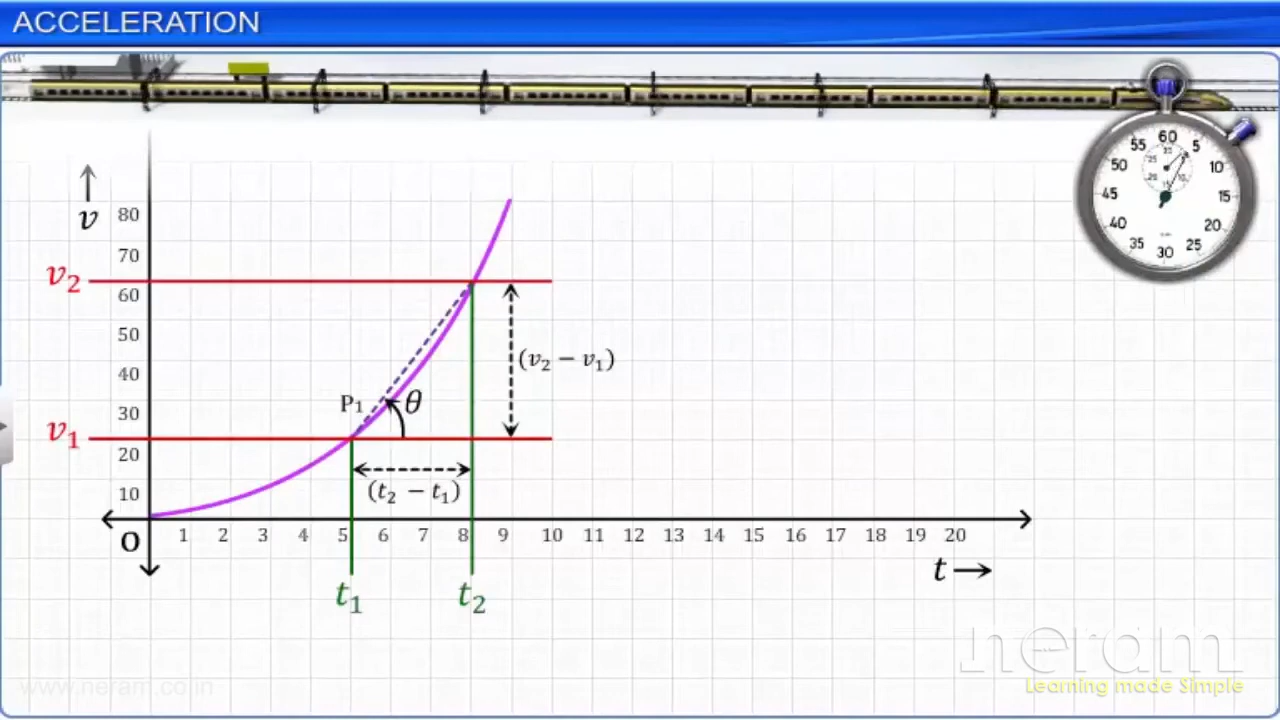 ACCELERATION
60
55 5
50 10
45 15
40 20
35 25
30
v
80
70
v₂
60
50
(v₂ − v₁)
40
P₁ θ
30
v₁
20
(t₂ − t₁)
10
O 1 2 3 4 5 6 7 8 9 10 11 12 13 14 15 16 17 18 19 20
t
t₁ t₂
neram
Learning made Simple
www.neram.co.in